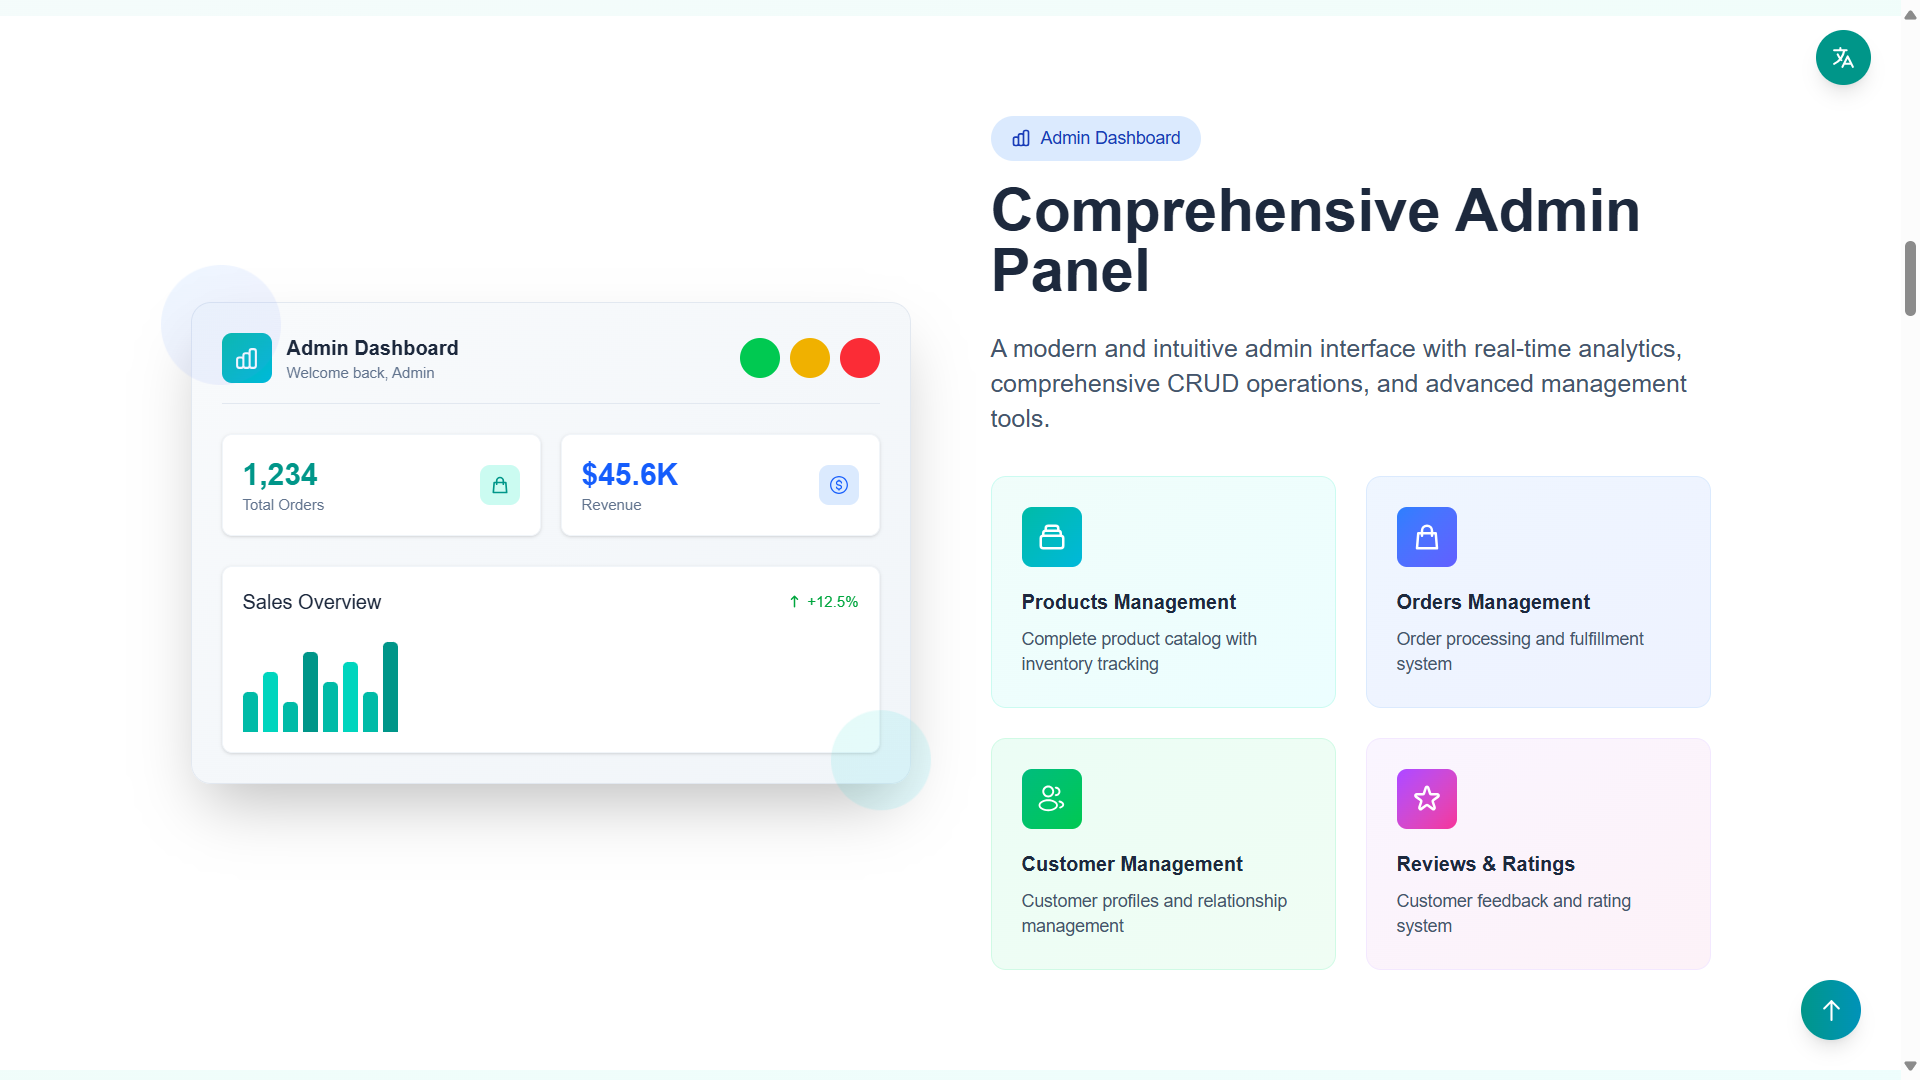 Admin Dashboard
Welcome back, Admin
1,234
Total Orders
$45.6K
Revenue
Sales Overview
+12.5%
Admin Dashboard
Comprehensive Admin
Panel
A modern and intuitive admin interface with real-time analytics,
comprehensive CRUD operations, and advanced management
tools.
Products Management
Complete product catalog with
inventory tracking
Orders Management
Order processing and fulfillment
system
Customer Management
Customer profiles and relationship
management
Reviews & Ratings
Customer feedback and rating
system